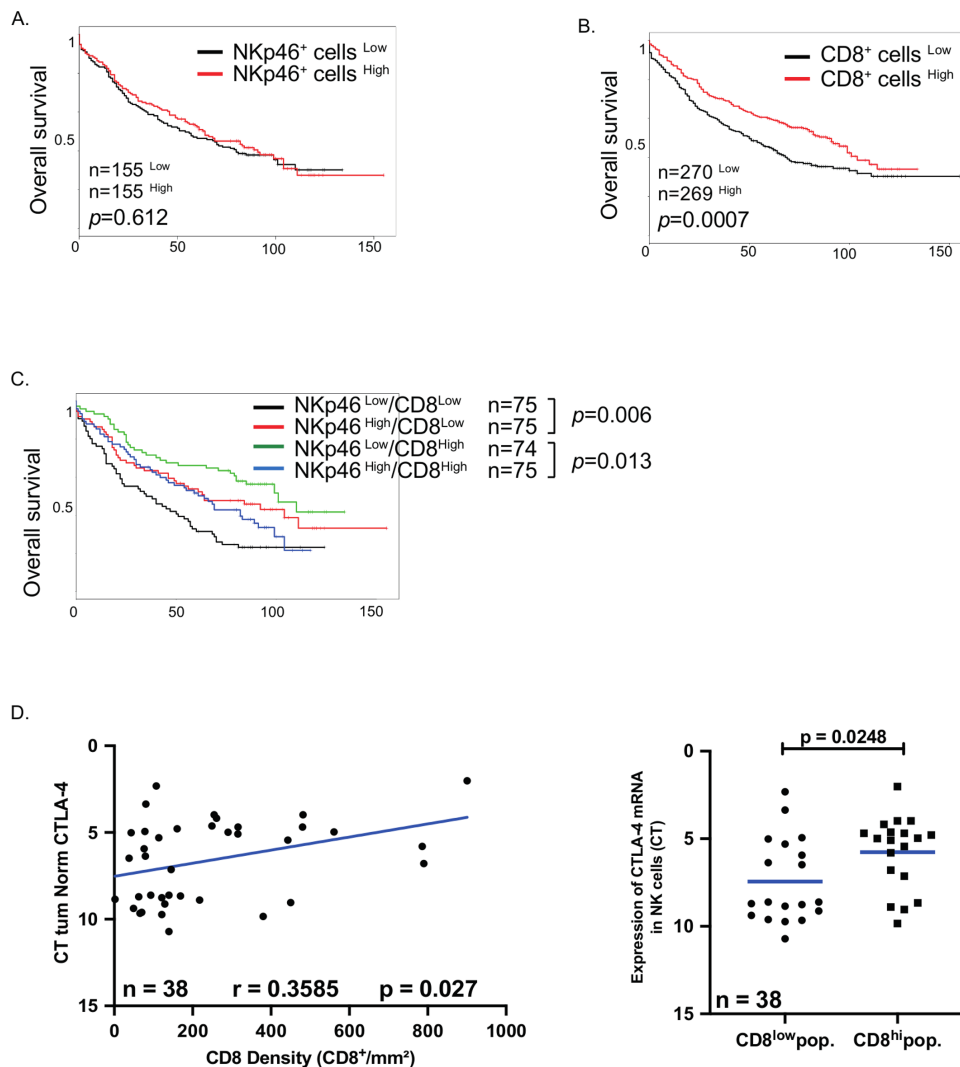 A.
1
0.5
Overall survival
NKp46⁺ cells ᴸᵒʷ
NKp46⁺ cells ᴴⁱᵍʰ
n=155 ᴸᵒʷ
n=155 ᴴⁱᵍʰ
p=0.612
0 50 100 150
B.
1
0.5
Overall survival
CD8⁺ cells ᴸᵒʷ
CD8⁺ cells ᴴⁱᵍʰ
n=270 ᴸᵒʷ
n=269 ᴴⁱᵍʰ
p=0.0007
0 50 100 150
C.
1
0.5
Overall survival
NKp46 ᴸᵒʷ/CD8ᴸᵒʷ n=75
NKp46 ᴴⁱᵍʰ/CD8ᴸᵒʷ n=75
p=0.006
NKp46 ᴸᵒʷ/CD8ᴴⁱᵍʰ n=74
NKp46 ᴴⁱᵍʰ/CD8ᴴⁱᵍʰ n=75
p=0.013
0 50 100 150
D.
0
5
10
15
CT tum Norm CTLA-4
n = 38 r = 0.3585 p = 0.027
0 200 400 600 800 1000
CD8 Density (CD8⁺/mm²)
p = 0.0248
0
5
10
15
Expression of CTLA-4 mRNA
in NK cells (CT)
n = 38
CD8ˡᵒʷpop. CD8ʰⁱpop.